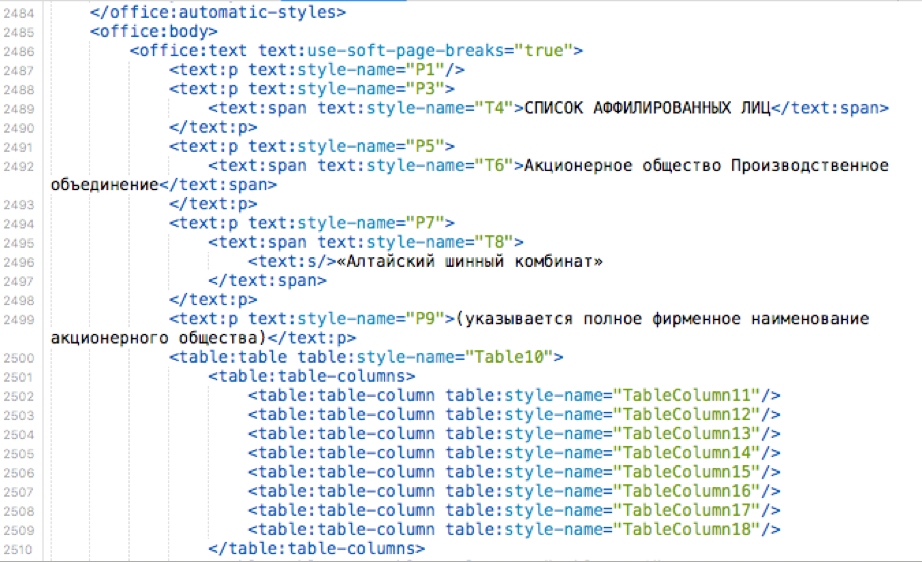 2484 </office:automatic-styles>
2485 <office:body>
2486 <office:text text:use-soft-page-breaks="true">
2487 <text:p text:style-name="P1"/>
2488 <text:p text:style-name="P3">
2489 <text:span text:style-name="T4">СПИСОК АФФИЛИРОВАННЫХ ЛИЦ</text:span>
2490 </text:p>
2491 <text:p text:style-name="P5">
2492 <text:span text:style-name="T6">Акционерное общество Производственное
объединение</text:span>
2493 </text:p>
2494 <text:p text:style-name="P7">
2495 <text:span text:style-name="T8">
2496 <text:s/>«Алтайский шинный комбинат»
2497 </text:span>
2498 </text:p>
2499 <text:p text:style-name="P9">(указывается полное фирменное наименование
акционерного общества)</text:p>
2500 <table:table table:style-name="Table10">
2501 <table:table-columns>
2502 <table:table-column table:style-name="TableColumn11"/>
2503 <table:table-column table:style-name="TableColumn12"/>
2504 <table:table-column table:style-name="TableColumn13"/>
2505 <table:table-column table:style-name="TableColumn14"/>
2506 <table:table-column table:style-name="TableColumn15"/>
2507 <table:table-column table:style-name="TableColumn16"/>
2508 <table:table-column table:style-name="TableColumn17"/>
2509 <table:table-column table:style-name="TableColumn18"/>
2510 </table:table-columns>